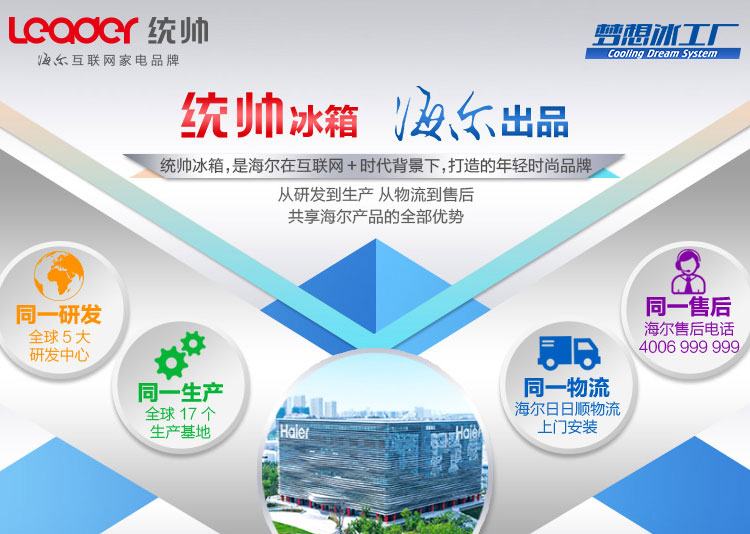 Leader 统帅
海尔互联网家电品牌
梦想冰工厂
Cooling Dream System
统帅冰箱 海尔出品
统帅冰箱,是海尔在互联网+时代背景下,打造的年轻时尚品牌
从研发到生产 从物流到售后
共享海尔产品的全部优势
同一研发
全球5大
研发中心
同一生产
全球17个
生产基地
同一物流
海尔日日顺物流
上门安装
同一售后
海尔售后电话
4006 999 999
Haier
Haier